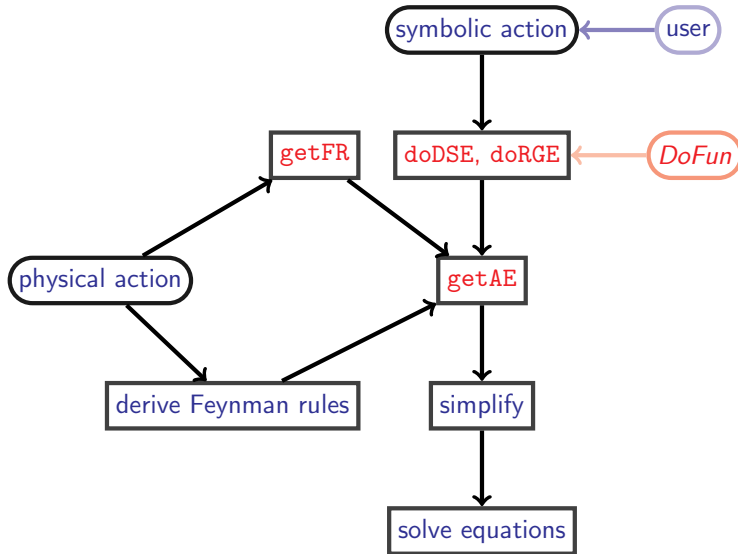 symbolic action
user
getFR
doDSE, doRGE
DoFun
physical action
getAE
derive Feynman rules
simplify
solve equations